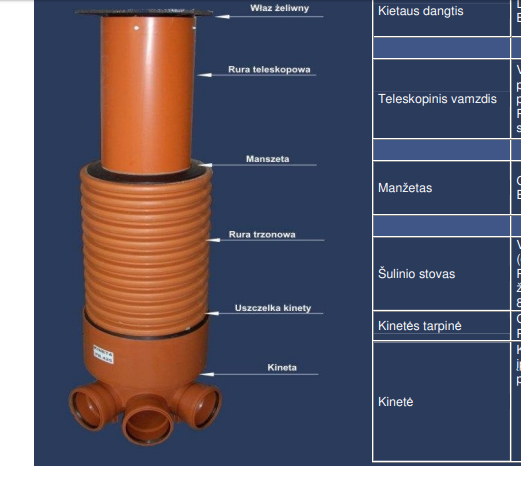 Właz żeliwny
Rura teleskopowa
Manszeta
Rura trzonowa
Uszczelka kinety
Kineta
KINETA
Kietaus dangtis
Teleskopinis vamzdis
Manžetas
Šulinio stovas
Kinetės tarpinė
Kinetė